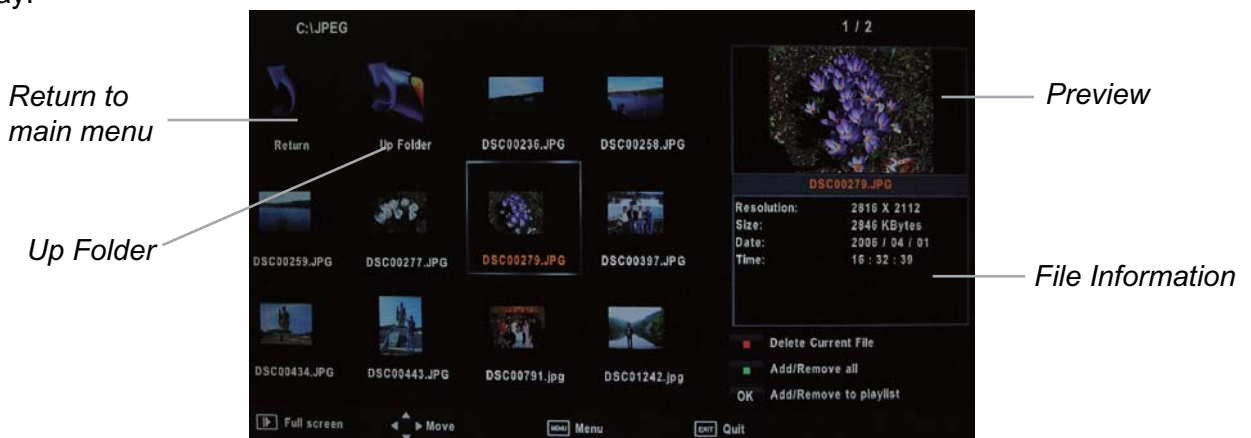 ay.
C:\JPEG
1 / 2
Return to
main menu
Preview
Return
Up Folder
DSC00236.JPG
DSC00258.JPG
DSC00279.JPG
Resolution: 2816 X 2112
Size: 2846 KBytes
Date: 2006 / 04 / 01
Time: 16 : 32 : 39
Up Folder
DSC00259.JPG
DSC00277.JPG
DSC00279.JPG
DSC00397.JPG
File Information
DSC00434.JPG
DSC00443.JPG
DSC00791.jpg
DSC01242.jpg
Delete Current File
Add/Remove all
OK Add/Remove to playlist
Full screen
Move
MENU Menu
EXIT Quit